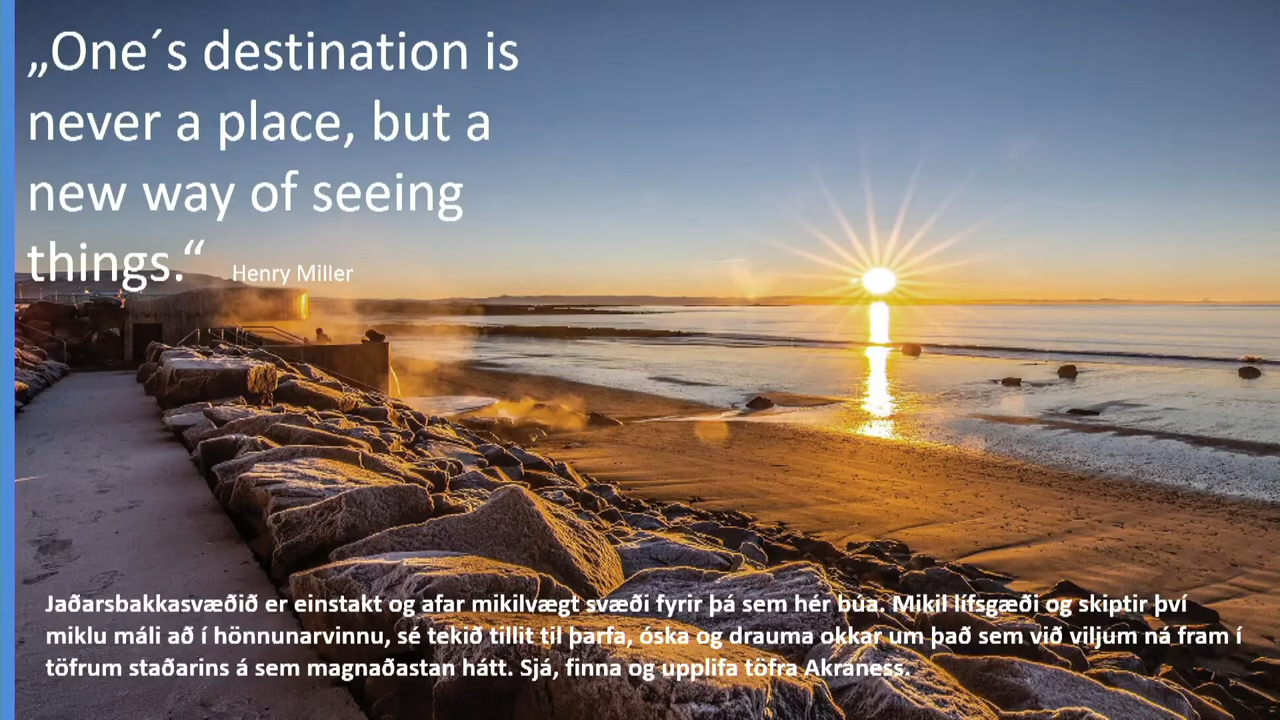 „One´s destination is
never a place, but a
new way of seeing
things.“ Henry Miller
Jaðarsbakkasvæðið er einstakt og afar mikilvægt svæði fyrir þá sem hér búa. Mikil lífsgæði og skiptir því
miklu máli að í hönnunarvinnu, sé tekið tillit til þarfa, óska og drauma okkar um það sem við viljum ná fram í
töfrum staðarins á sem magnaðastan hátt. Sjá, finna og upplifa töfra Akraness.